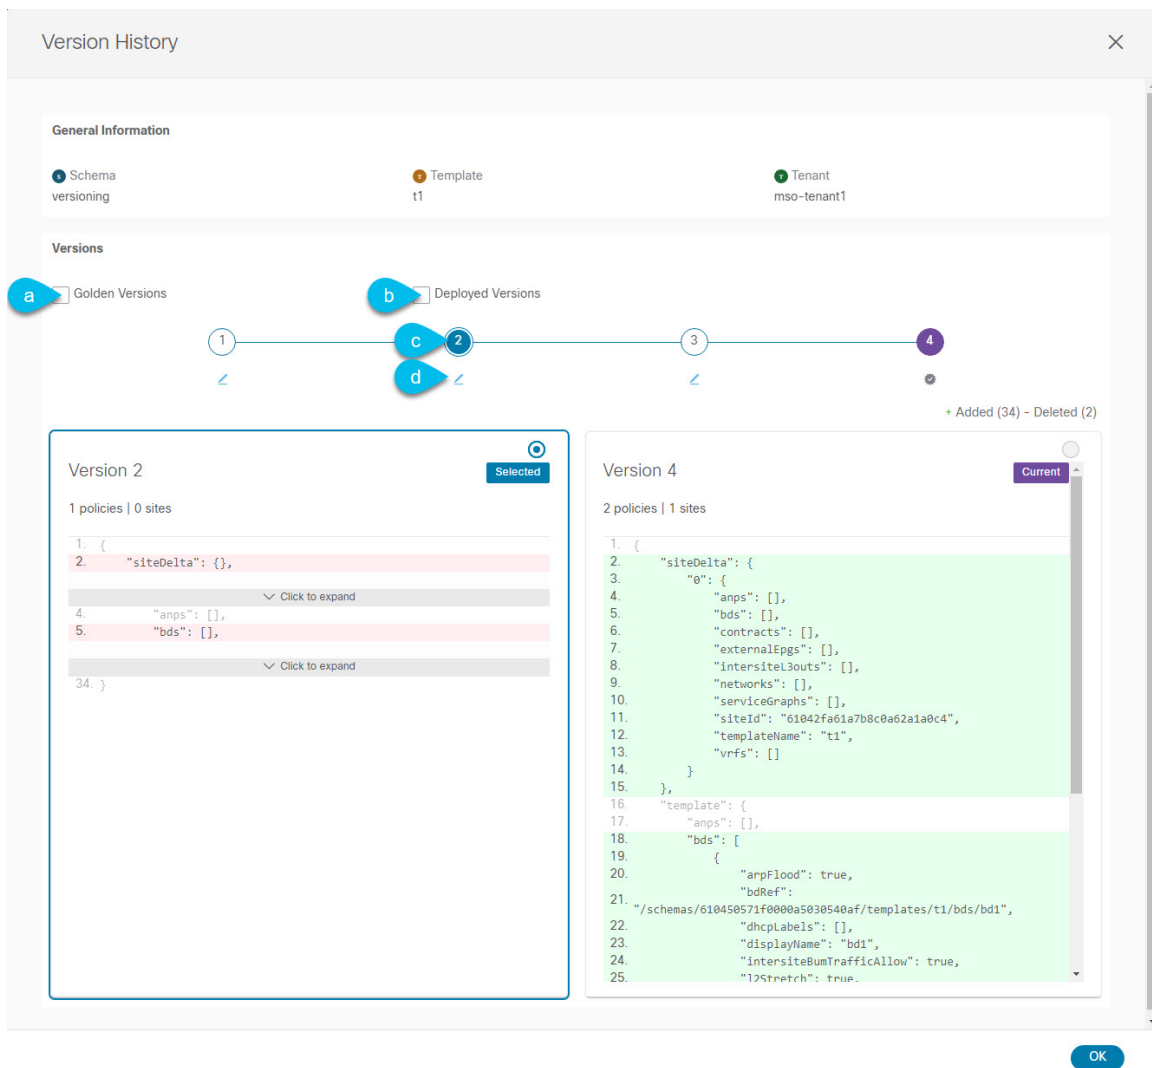 Version History
General Information
S Schema
T Template
T Tenant
versioning
t1
mso-tenant1
Versions
a Golden Versions
b Deployed Versions
1
c 2
3
4
d
+ Added (34) - Deleted (2)
Version 2
Selected
1 policies | 0 sites
1. {
2. "siteDelta": {},
Click to expand
4. "anps": [],
5. "bds": [],
Click to expand
34. }
Version 4
Current
2 policies | 1 sites
1. {
2. "siteDelta": {
3. "0": {
4. "anps": [],
5. "bds": [],
6. "contracts": [],
7. "externalEpgs": [],
8. "intersiteL3outs": [],
9. "networks": [],
10. "serviceGraphs": [],
11. "siteId": "61042fa61a7b8c0a62a1a0c4",
12. "templateName": "t1",
13. "vrfs": []
14. }
15. },
16. "template": {
17. "anps": [],
18. "bds": [
19. {
20. "arpFlood": true,
"bdRef":
21. "/schemas/610450571f0000a5030540af/templates/t1/bds/bd1",
22. "dhcpLabels": [],
23. "displayName": "bd1",
24. "intersiteBumTrafficAllow": true,
25. "l2Stretch": true,
OK